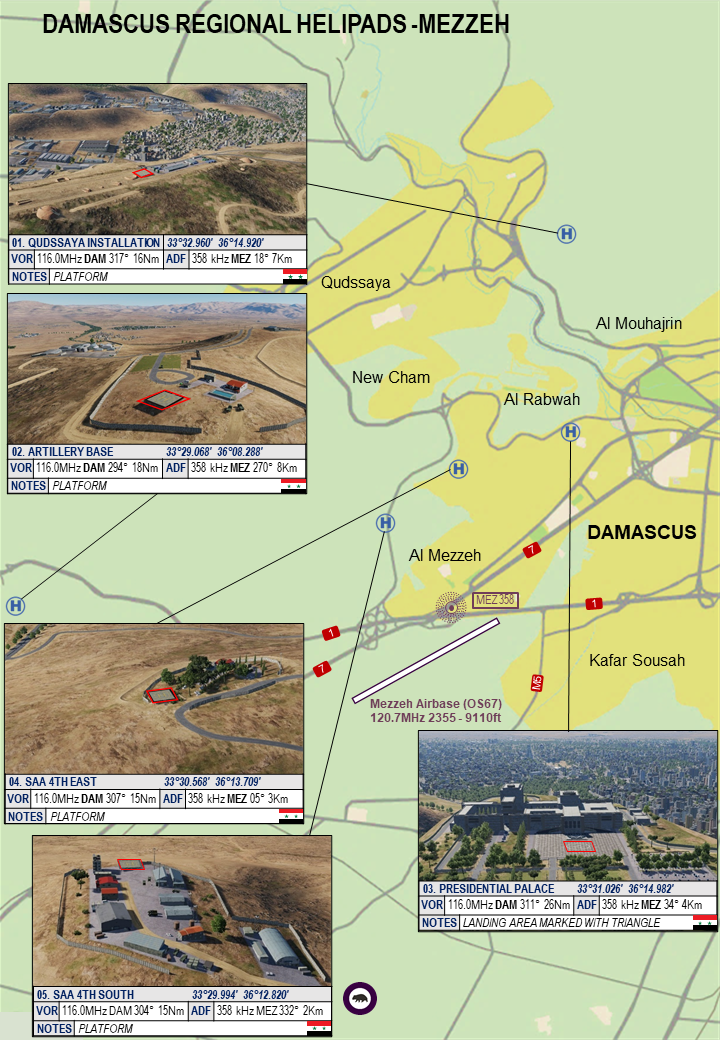 DAMASCUS REGIONAL HELIPADS -MEZZEH
01. QUDSSAYA INSTALLATION 33°32.960' 36°14.920'
VOR 116.0MHz DAM 317° 16Nm ADF 358 kHz MEZ 18° 7Km
NOTES PLATFORM
Qudssaya
Al Mouhajrin
New Cham
Al Rabwah
02. ARTILLERY BASE 33°29.068' 36°08.288'
VOR 116.0MHz DAM 294° 18Nm ADF 358 kHz MEZ 270° 8Km
NOTES PLATFORM
H
H
H
H
H
DAMASCUS
Al Mezzeh
7
MEZ 358
1
1
7
Kafar Sousah
M5
Mezzeh Airbase (OS67)
120.7MHz 2355 - 9110ft
04. SAA 4TH EAST 33°30.568' 36°13.709'
VOR 116.0MHz DAM 307° 15Nm ADF 358 kHz MEZ 05° 3Km
NOTES PLATFORM
03. PRESIDENTIAL PALACE 33°31.026' 36°14.982'
VOR 116.0MHz DAM 311° 26Nm ADF 358 kHz MEZ 34° 4Km
NOTES LANDING AREA MARKED WITH TRIANGLE
05. SAA 4TH SOUTH 33°29.994' 36°12.820'
VOR 116.0MHz DAM 304° 15Nm ADF 358 kHz MEZ 332° 2Km
NOTES PLATFORM